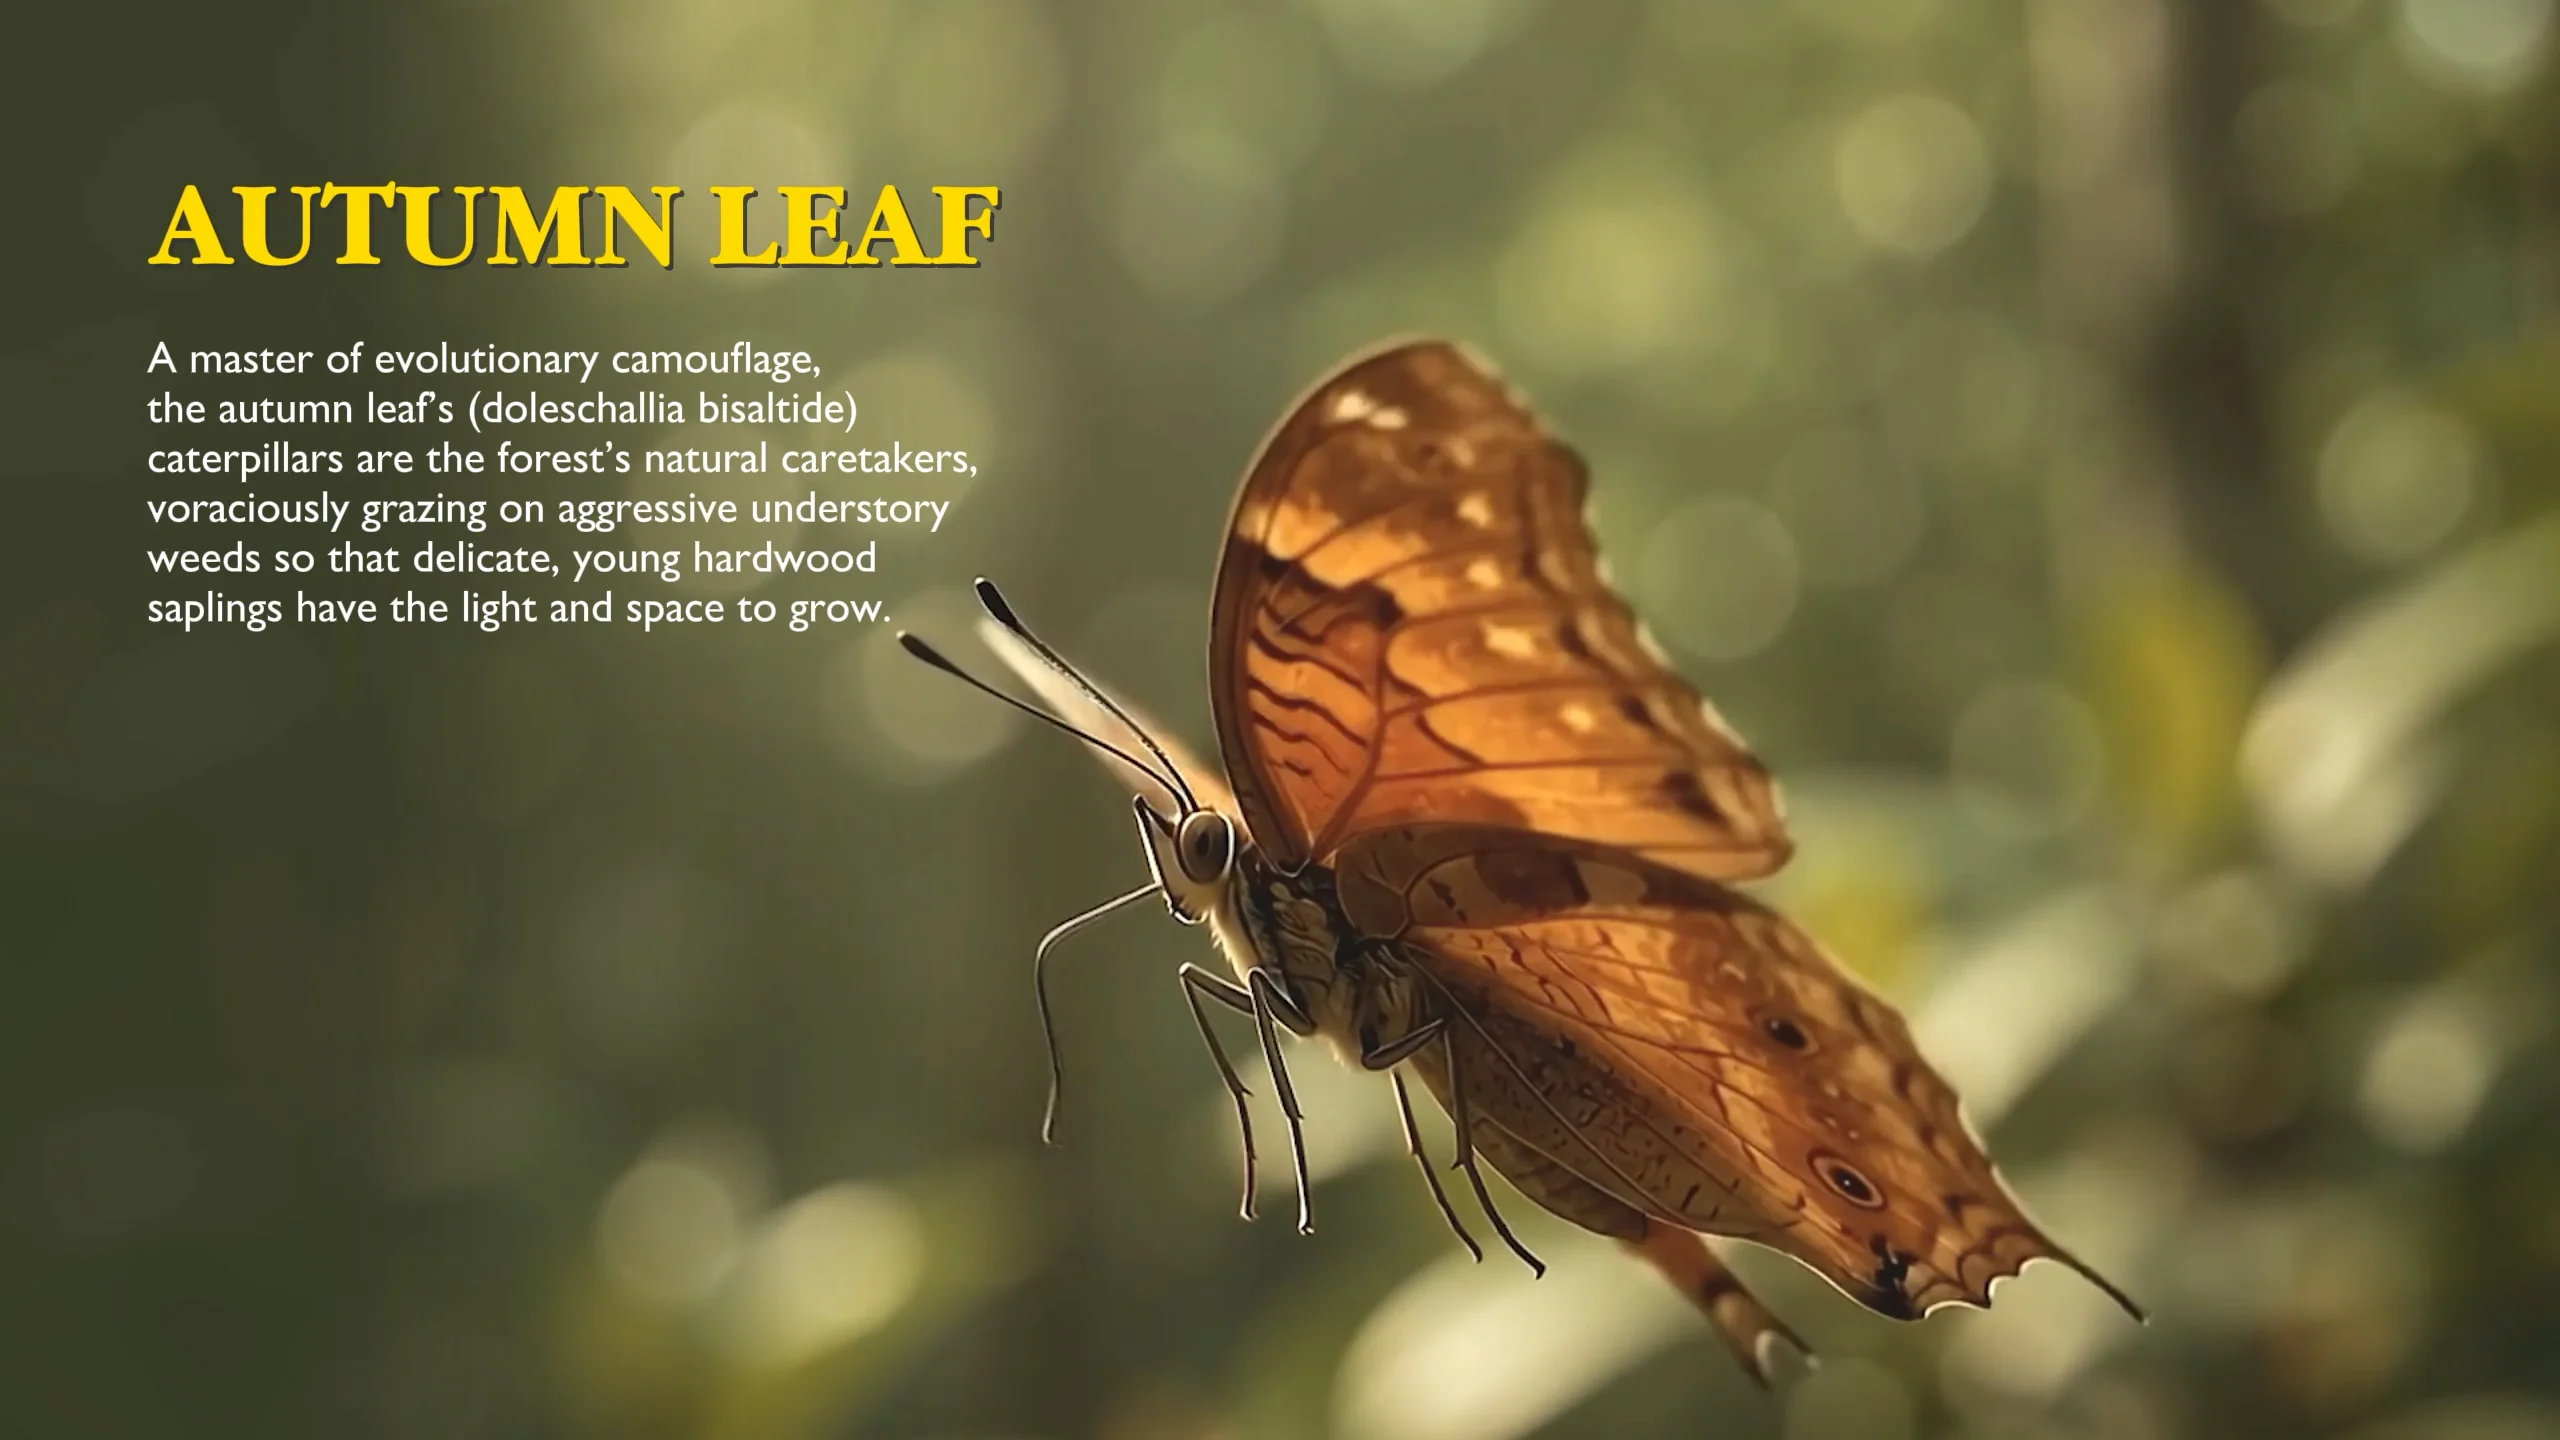 AUTUMN LEAF
A master of evolutionary camouflage,
the autumn leaf’s (doleschallia bisaltide)
caterpillars are the forest’s natural caretakers,
voraciously grazing on aggressive understory
weeds so that delicate, young hardwood
saplings have the light and space to grow.